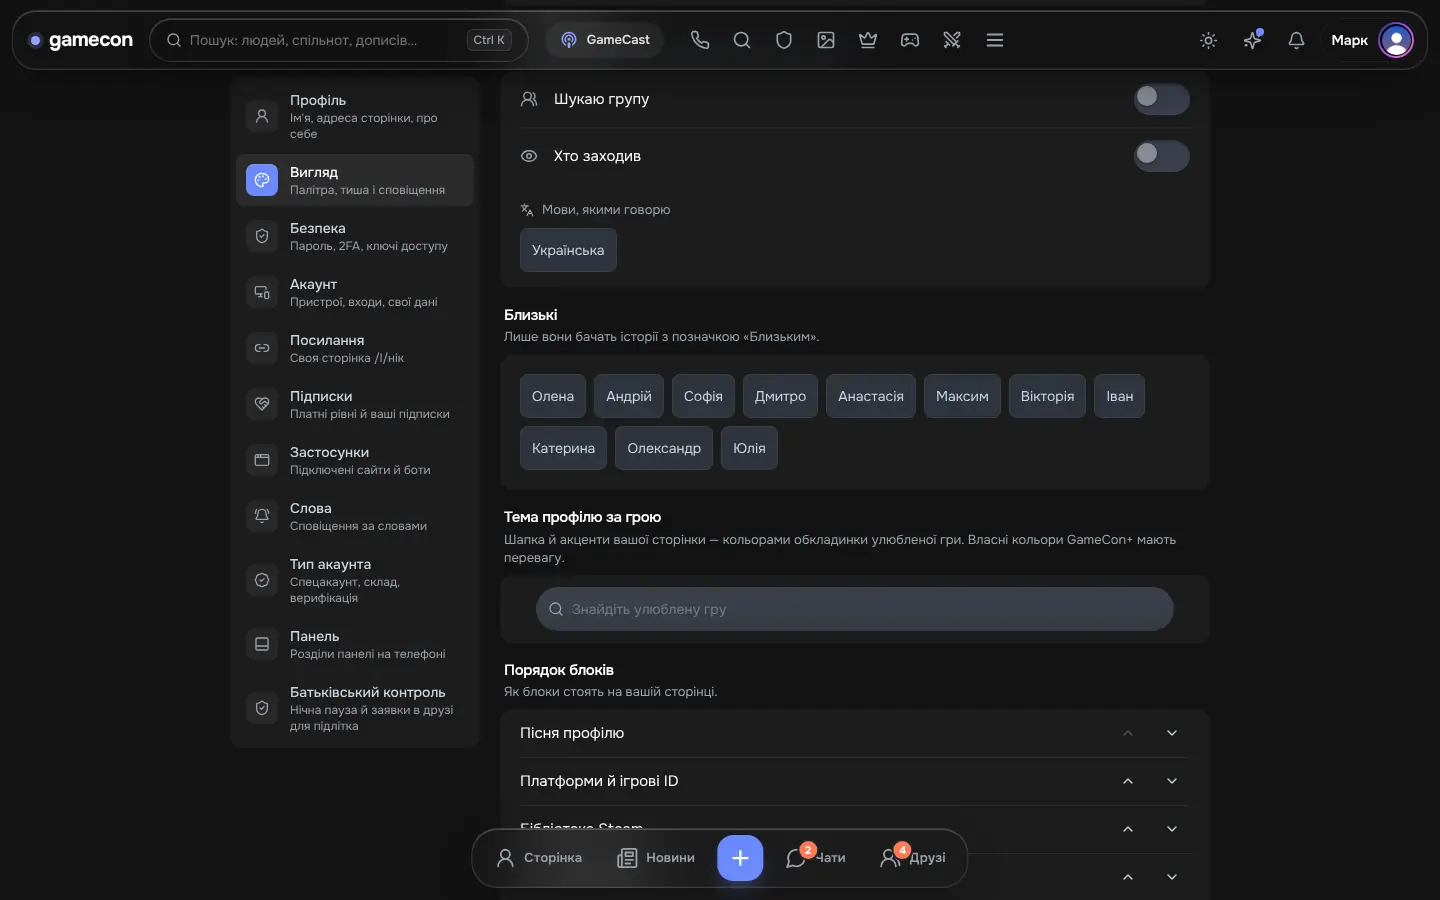 gamecon
Пошук: людей, спільнот, дописів...
Ctrl K
GameCast
Марк
Профіль
Ім'я, адреса сторінки, про
себе
Вигляд
Палітра, тиша і сповіщення
Безпека
Пароль, 2FA, ключі доступу
Акаунт
Пристрої, входи, свої дані
Посилання
Своя сторінка /l/нік
Підписки
Платні рівні й ваші підписки
Застосунки
Підключені сайти й боти
Слова
Сповіщення за словами
Тип акаунта
Спецакаунт, склад,
верифікація
Панель
Розділи панелі на телефоні
Батьківський контроль
Нічна пауза й заявки в друзі
для підлітка
Шукаю групу
Хто заходив
Мови, якими говорю
Українська
Близькі
Лише вони бачать історії з позначкою «Близьким».
Олена Андрій Софія Дмитро Анастасія Максим Вікторія Іван
Катерина Олександр Юлія
Тема профілю за грою
Шапка й акценти вашої сторінки — кольорами обкладинки улюбленої гри. Власні кольори GameCon+ мають
перевагу.
Знайдіть улюблену гру
Порядок блоків
Як блоки стоять на вашій сторінці.
Пісня профілю
Платформи й ігрові ID
Бібліотека Steam
Сторінка
Новини
2
Чати
4
Друзі